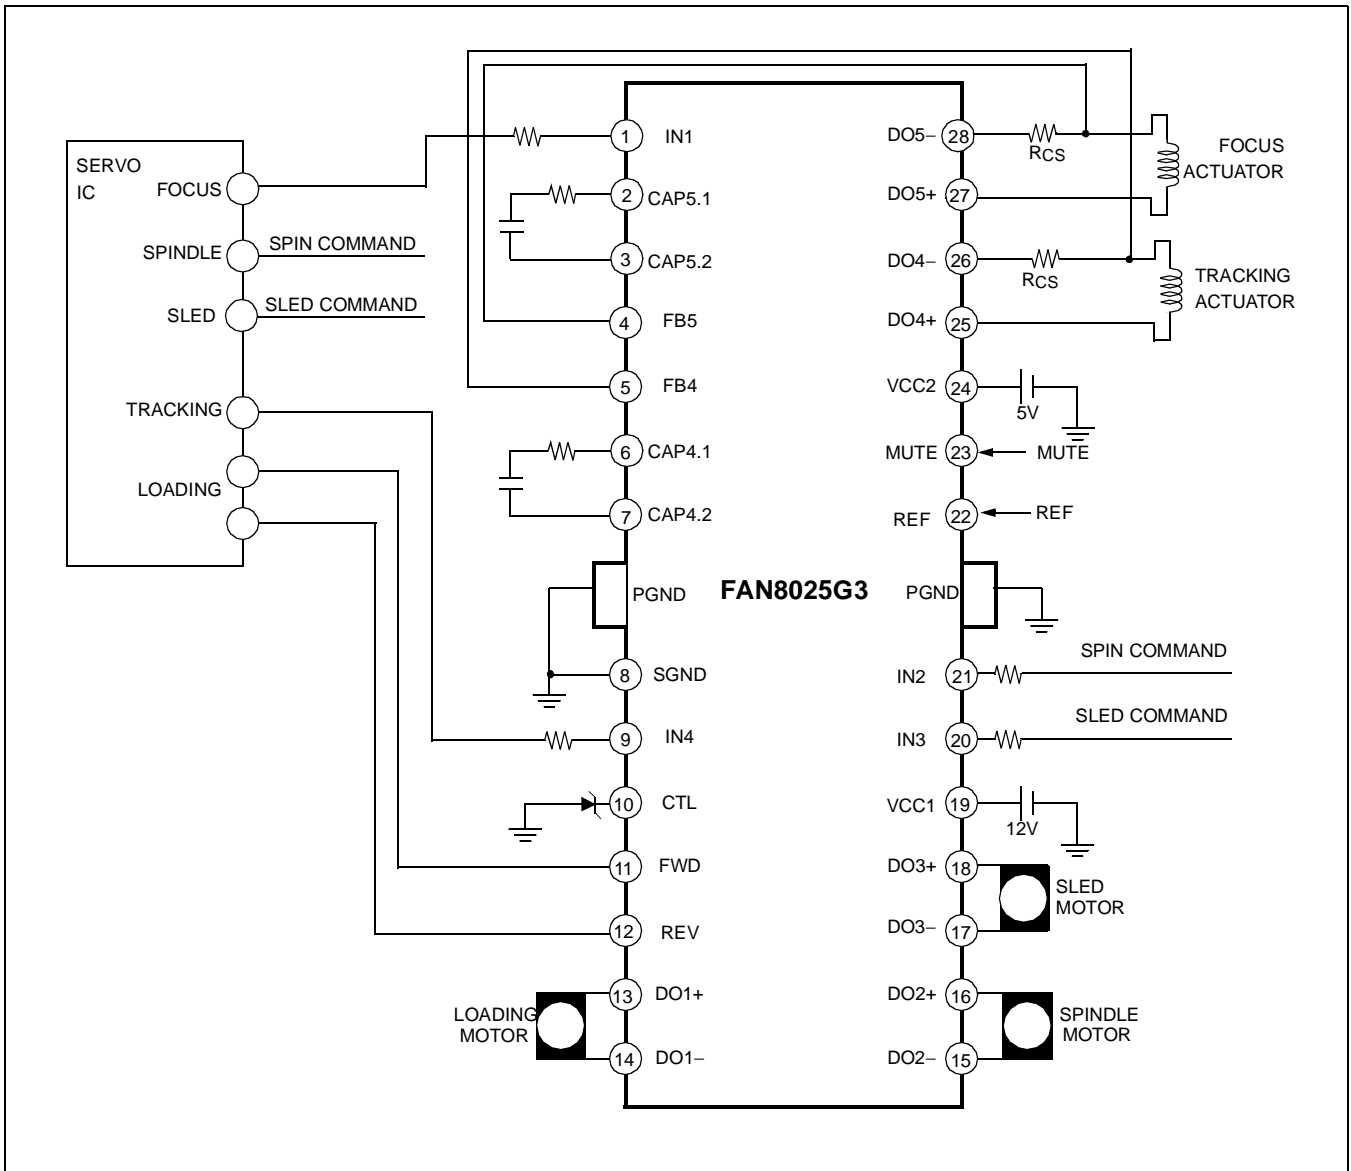 SERVO
IC
FOCUS
SPINDLE
SLED
TRACKING
LOADING
SPIN COMMAND
SLED COMMAND
1 IN1
2 CAP5.1
3 CAP5.2
4 FB5
5 FB4
6 CAP4.1
7 CAP4.2
PGND
8 SGND
9 IN4
10 CTL
11 FWD
12 REV
13 DO1+
14 DO1−
LOADING
MOTOR
FAN8025G3
DO5− 28
RCS
DO5+ 27
FOCUS
ACTUATOR
DO4− 26
RCS
DO4+ 25
TRACKING
ACTUATOR
VCC2 24
5V
MUTE 23 MUTE
REF 22 REF
PGND
IN2 21 SPIN COMMAND
IN3 20 SLED COMMAND
VCC1 19
12V
DO3+ 18
DO3− 17
SLED
MOTOR
DO2+ 16
DO2− 15
SPINDLE
MOTOR